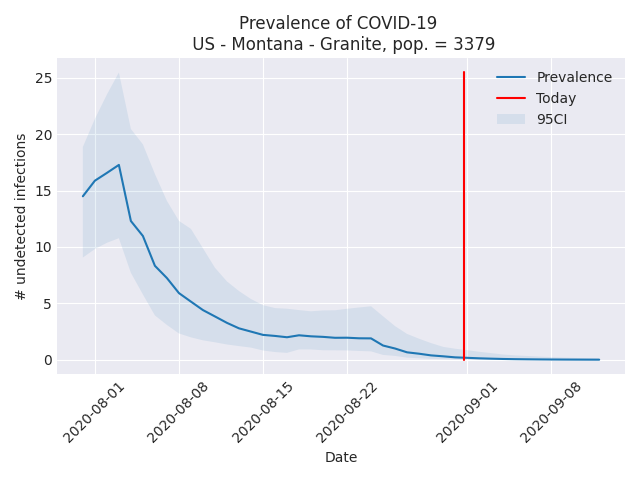 Prevalence of COVID-19
US - Montana - Granite, pop. = 3379
# undetected infections
25
20
15
10
5
0
Prevalence
Today
95CI
2020-08-01
2020-08-08
2020-08-15
2020-08-22
2020-09-01
2020-09-08
Date